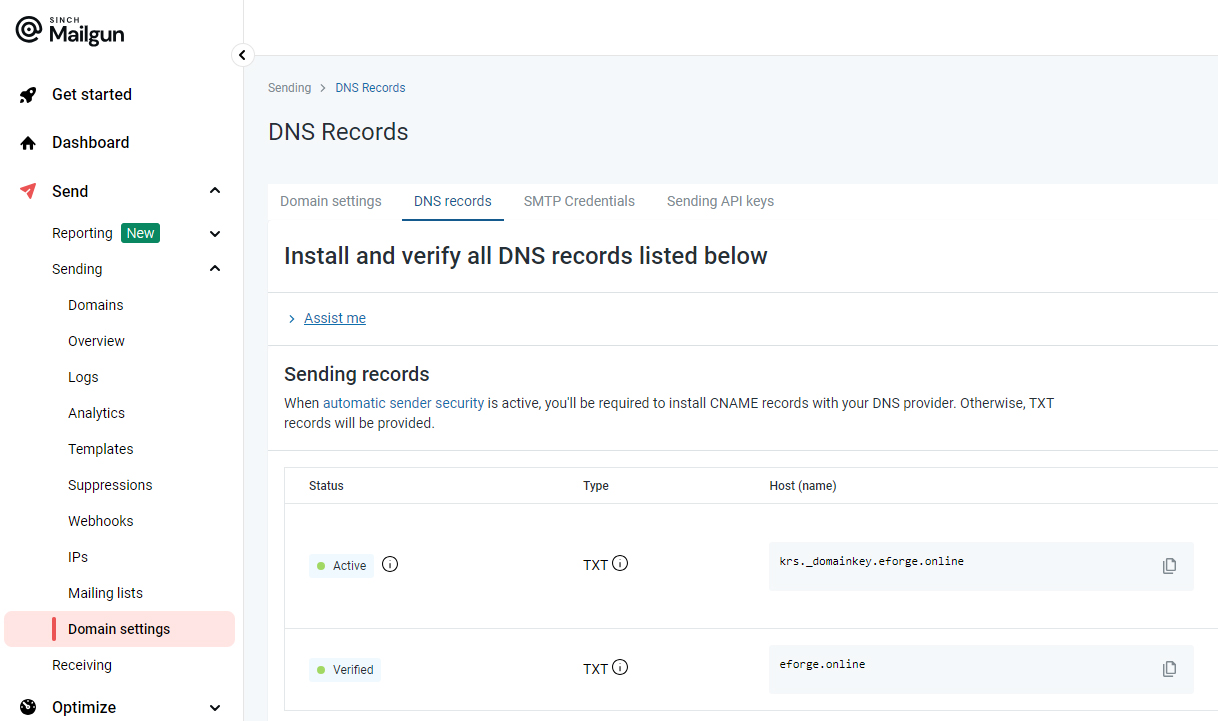 SINCH
Mailgun
Get started
Dashboard
Send
Reporting New
Sending
Domains
Overview
Logs
Analytics
Templates
Suppressions
Webhooks
IPs
Mailing lists
Domain settings
Receiving
Optimize
Sending > DNS Records
DNS Records
Domain settings DNS records SMTP Credentials Sending API keys
Install and verify all DNS records listed below
Assist me
Sending records
When automatic sender security is active, you'll be required to install CNAME records with your DNS provider. Otherwise, TXT
records will be provided.
Status Type Host (name)
Active TXT krs._domainkey.eforge.online
Verified TXT eforge.online